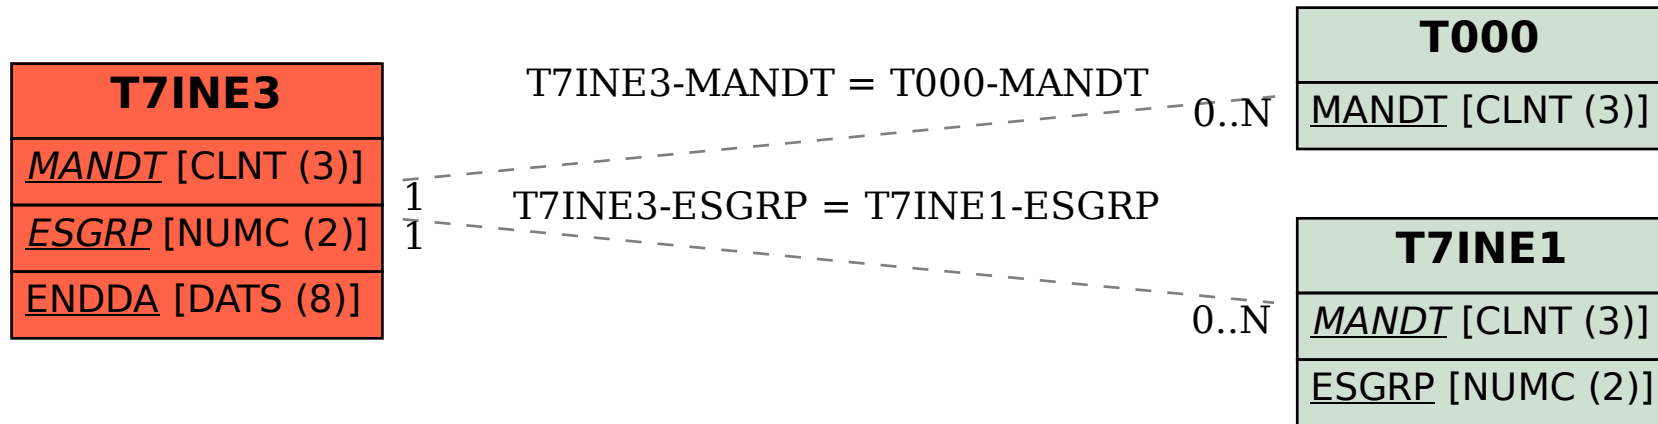 T7INE3
MANDT [CLNT (3)]
ESGRP [NUMC (2)]
ENDDA [DATS (8)]
T7INE3-MANDT = T000-MANDT
1
0..N
T7INE3-ESGRP = T7INE1-ESGRP
1
0..N
T000
MANDT [CLNT (3)]
T7INE1
MANDT [CLNT (3)]
ESGRP [NUMC (2)]